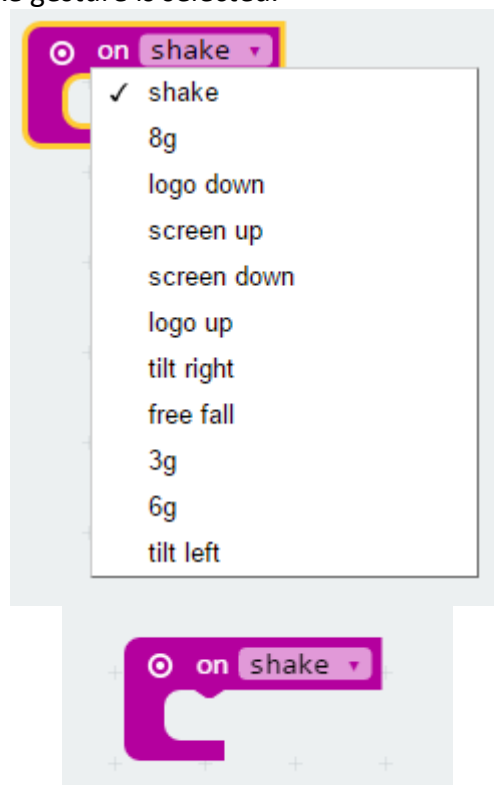 gesture is selected.
on shake
✓ shake
8g
logo down
screen up
screen down
logo up
tilt right
free fall
3g
6g
tilt left
on shake